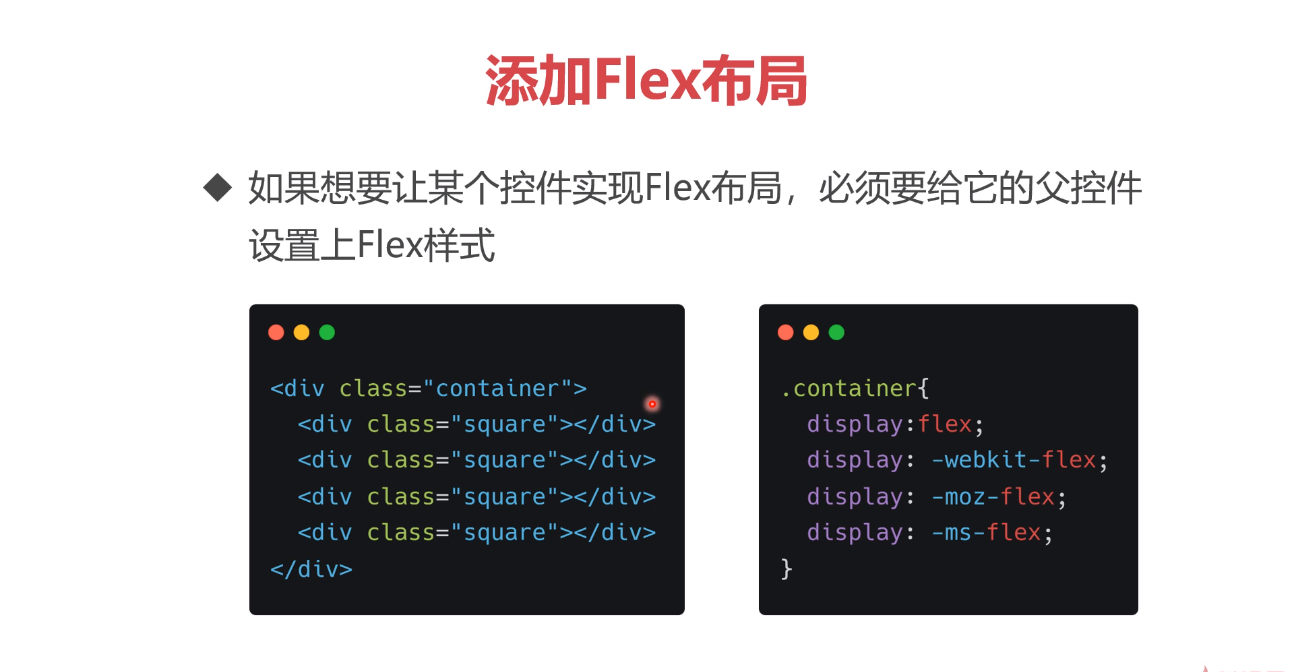 添加Flex布局
◆ 如果想要让某个控件实现Flex布局，必须要给它的父控件
设置上Flex样式
<div class="container">
  <div class="square"></div>
  <div class="square"></div>
  <div class="square"></div>
  <div class="square"></div>
</div>
.container{
  display:flex;
  display: -webkit-flex;
  display: -moz-flex;
  display: -ms-flex;
}